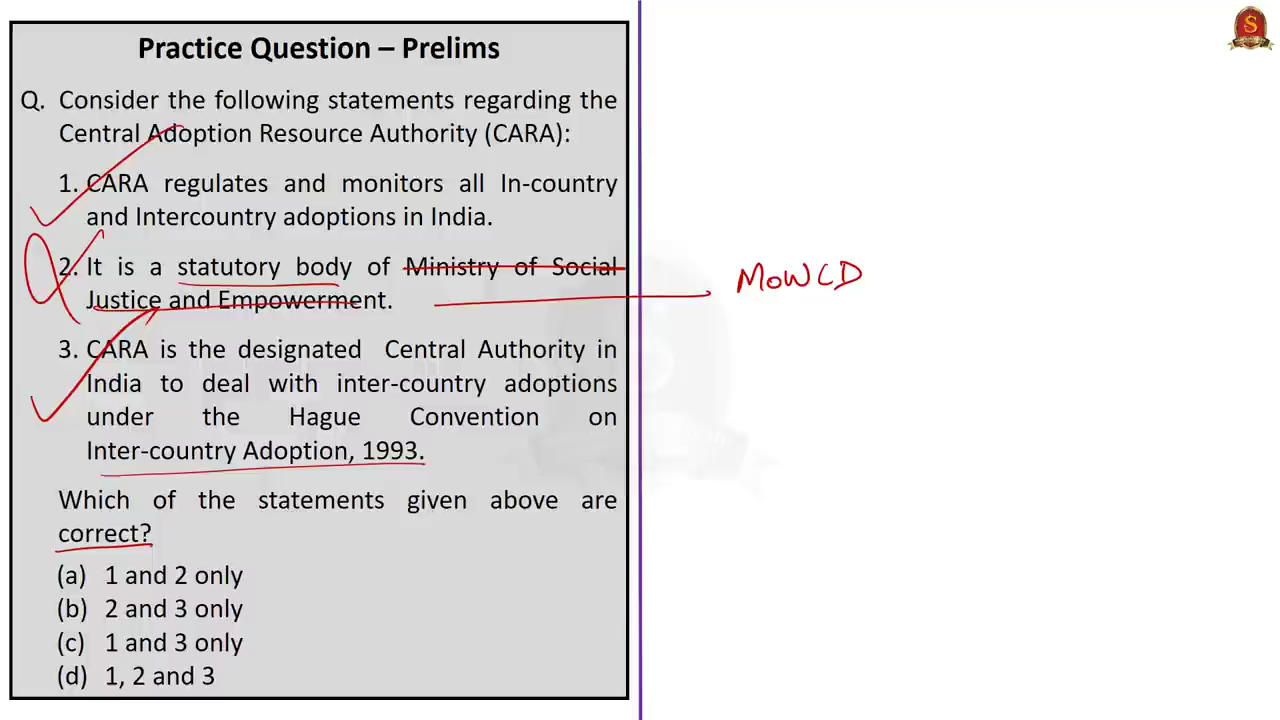 Practice Question – Prelims
Q. Consider the following statements regarding the
Central Adoption Resource Authority (CARA):
1. CARA regulates and monitors all In-country
and Intercountry adoptions in India.
2. It is a statutory body of Ministry of Social
Justice and Empowerment.
MoWCD
3. CARA is the designated Central Authority in
India to deal with inter-country adoptions
under the Hague Convention on
Inter-country Adoption, 1993.
Which of the statements given above are
correct?
(a) 1 and 2 only
(b) 2 and 3 only
(c) 1 and 3 only
(d) 1, 2 and 3
S